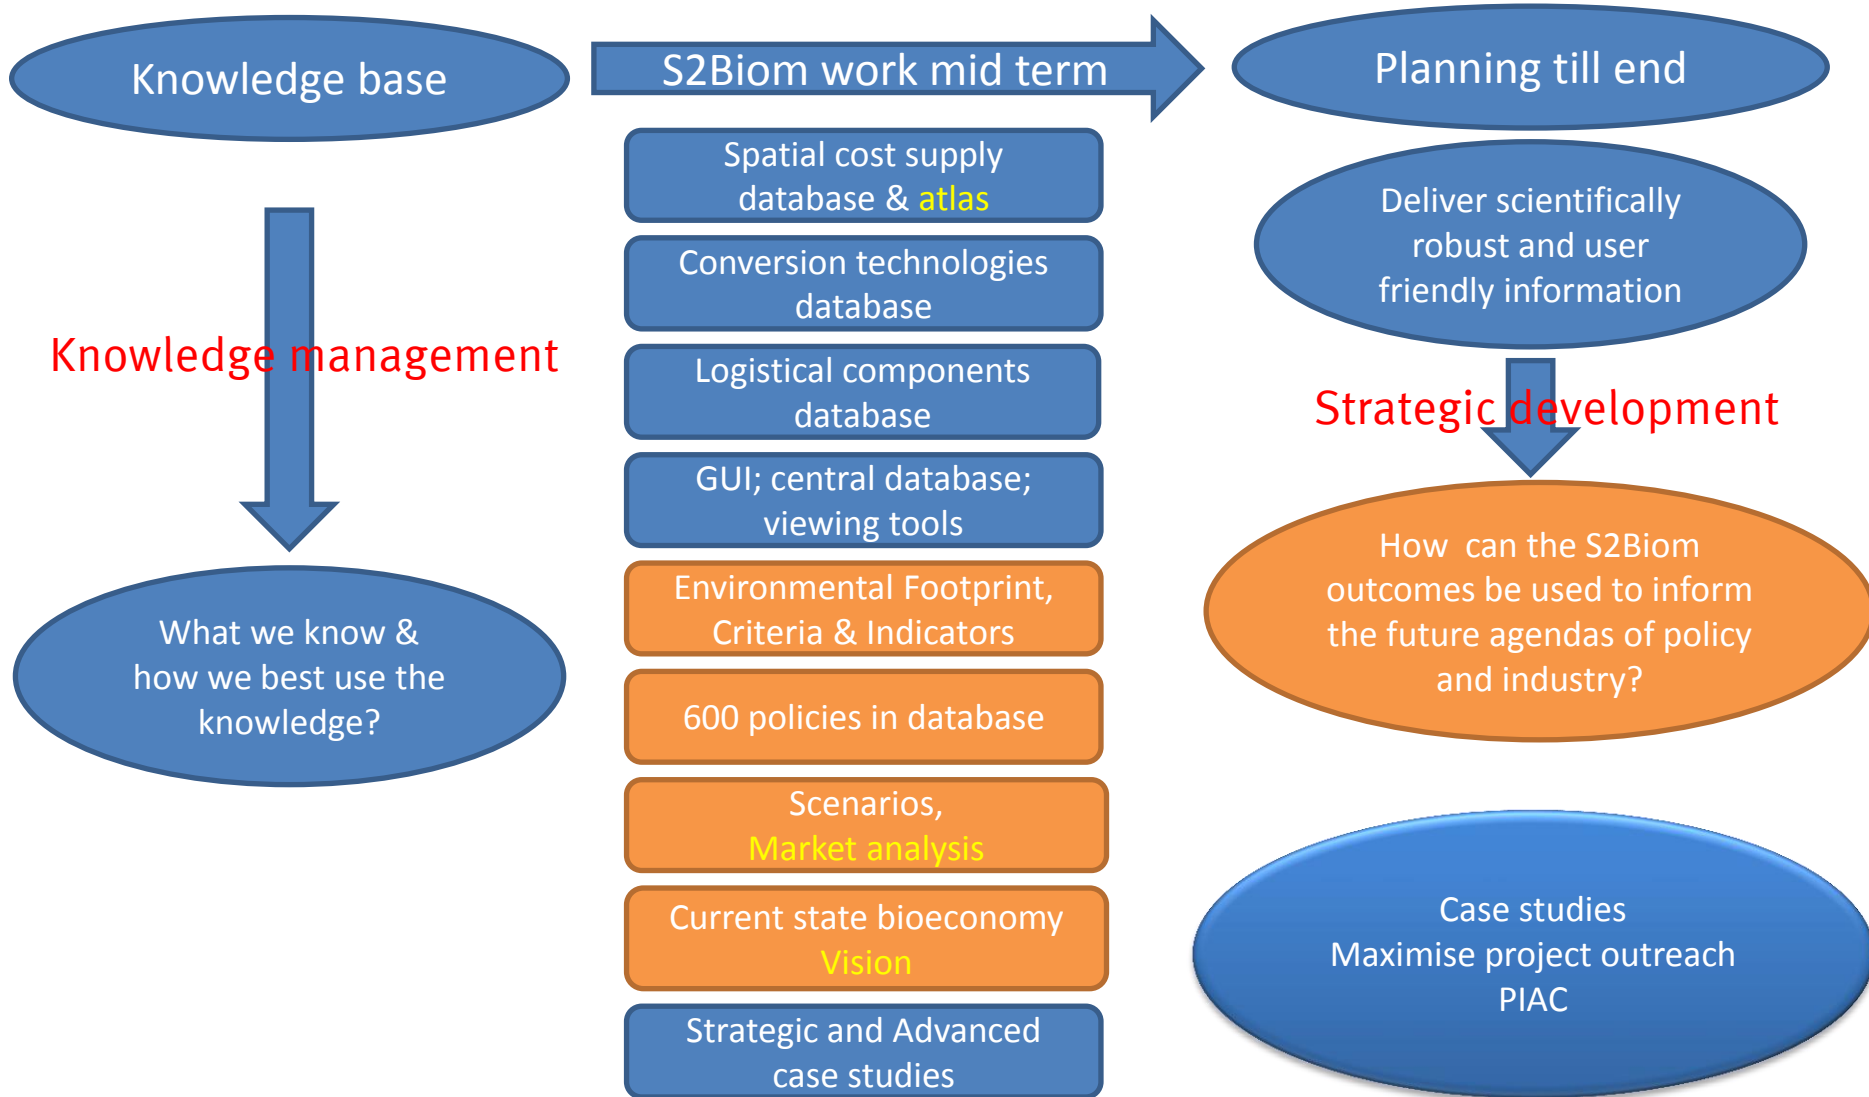 Knowledge base
Knowledge management
What we know &
how we best use the
knowledge?
S2Biom work mid term
Spatial cost supply
database & atlas
Conversion technologies
database
Logistical components
database
GUI; central database;
viewing tools
Environmental Footprint,
Criteria & Indicators
600 policies in database
Scenarios,
Market analysis
Current state bioeconomy
Vision
Strategic and Advanced
case studies
Planning till end
Deliver scientifically
robust and user
friendly information
Strategic development
How can the S2Biom
outcomes be used to inform
the future agendas of policy
and industry?
Case studies
Maximise project outreach
PIAC